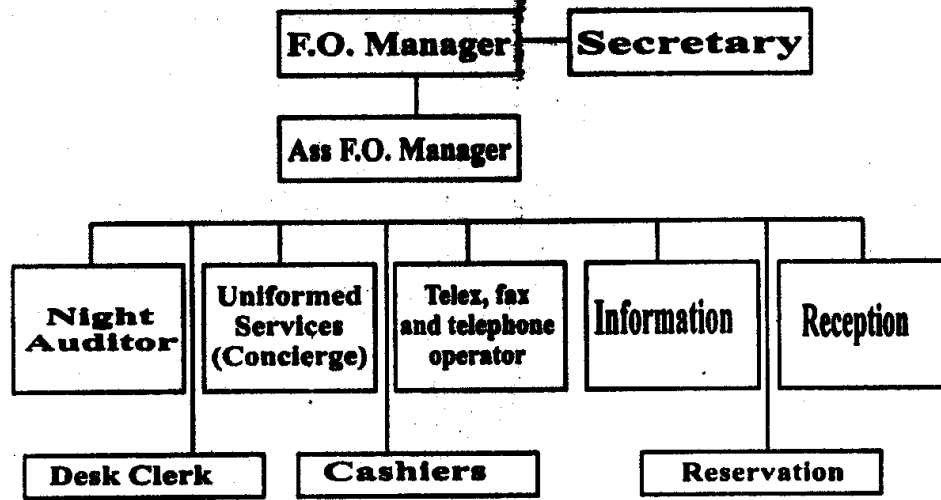 F.O. Manager
Secretary
Ass F.O. Manager
Night
Auditor
Uniformed
Services
(Concierge)
Telex, fax
and telephone
operator
Information
Reception
Desk Clerk
Cashiers
Reservation